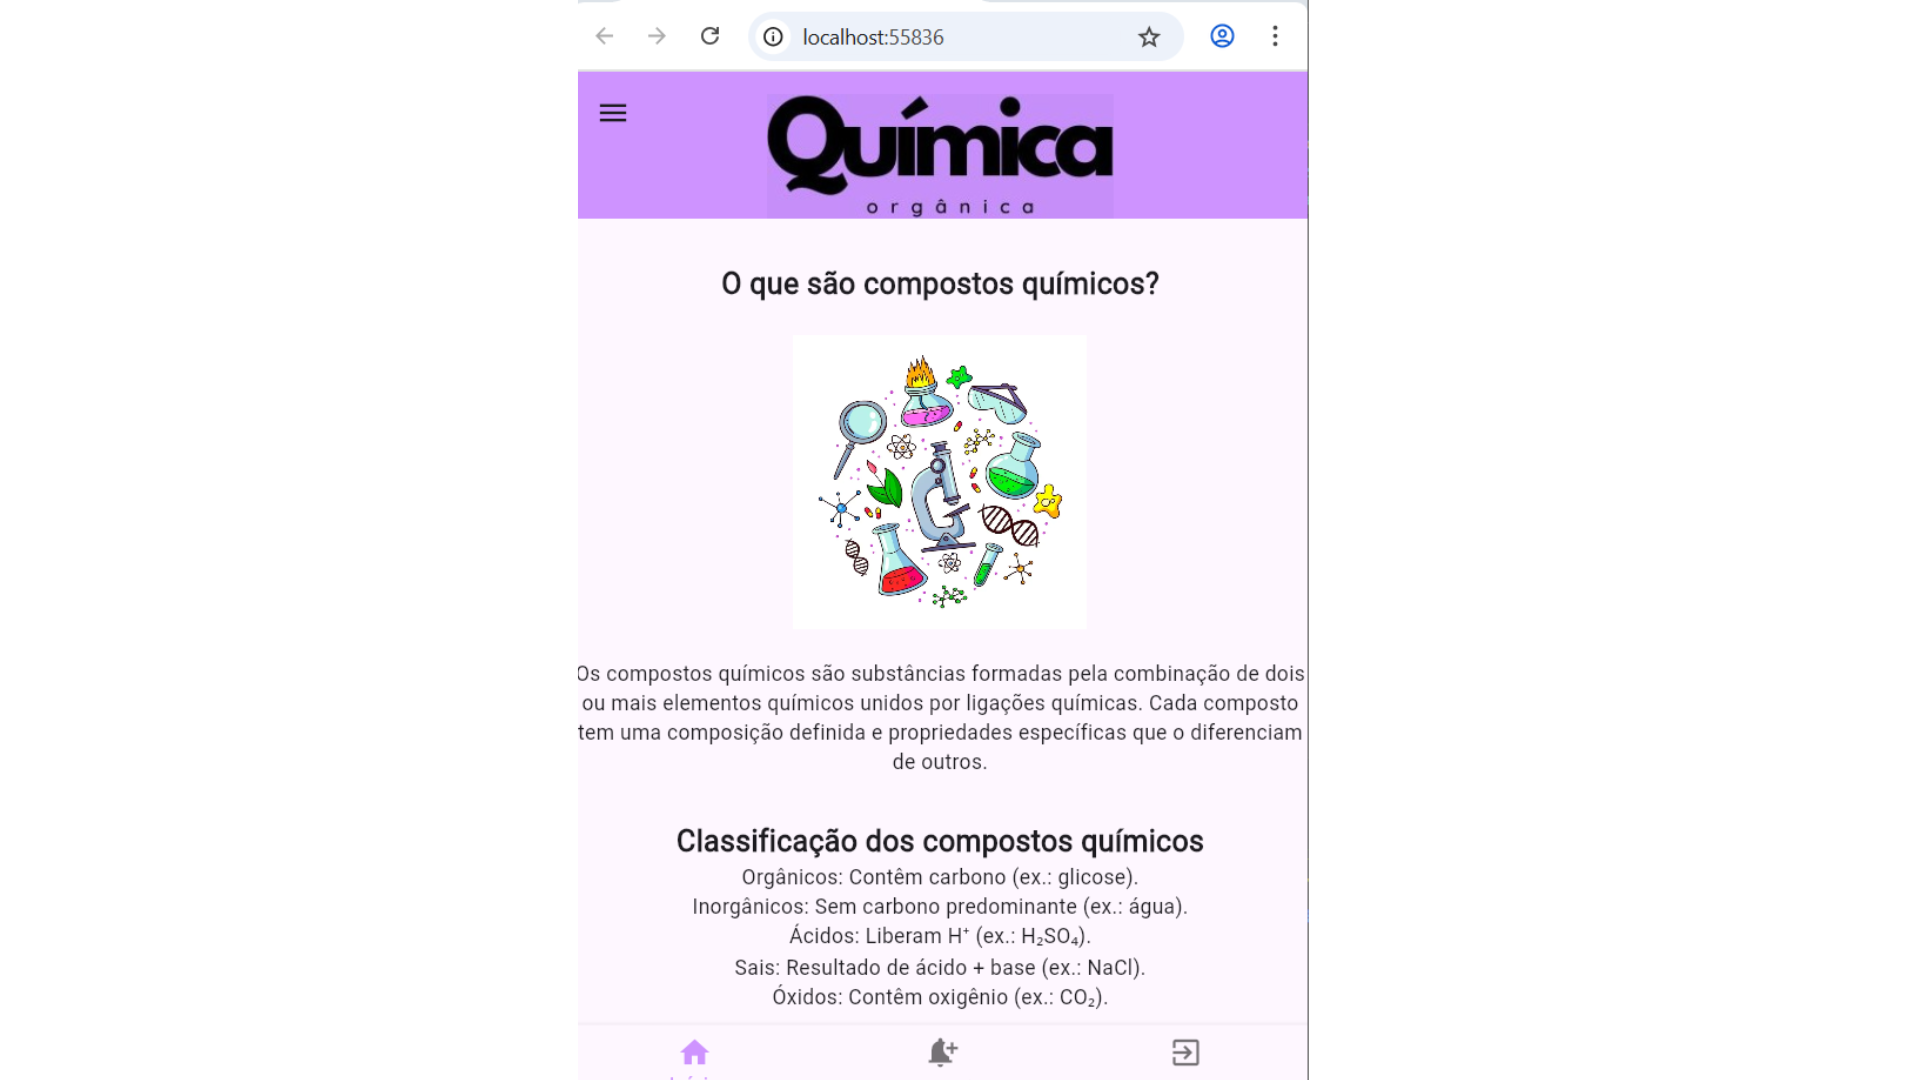 localhost:55836
Química
orgânica
O que são compostos químicos?
Os compostos químicos são substâncias formadas pela combinação de dois
ou mais elementos químicos unidos por ligações químicas. Cada composto
tem uma composição definida e propriedades específicas que o diferenciam
de outros.
Classificação dos compostos químicos
Orgânicos: Contêm carbono (ex.: glicose).
Inorgânicos: Sem carbono predominante (ex.: água).
Ácidos: Liberam H⁺ (ex.: H₂SO₄).
Sais: Resultado de ácido + base (ex.: NaCl).
Óxidos: Contêm oxigênio (ex.: CO₂).